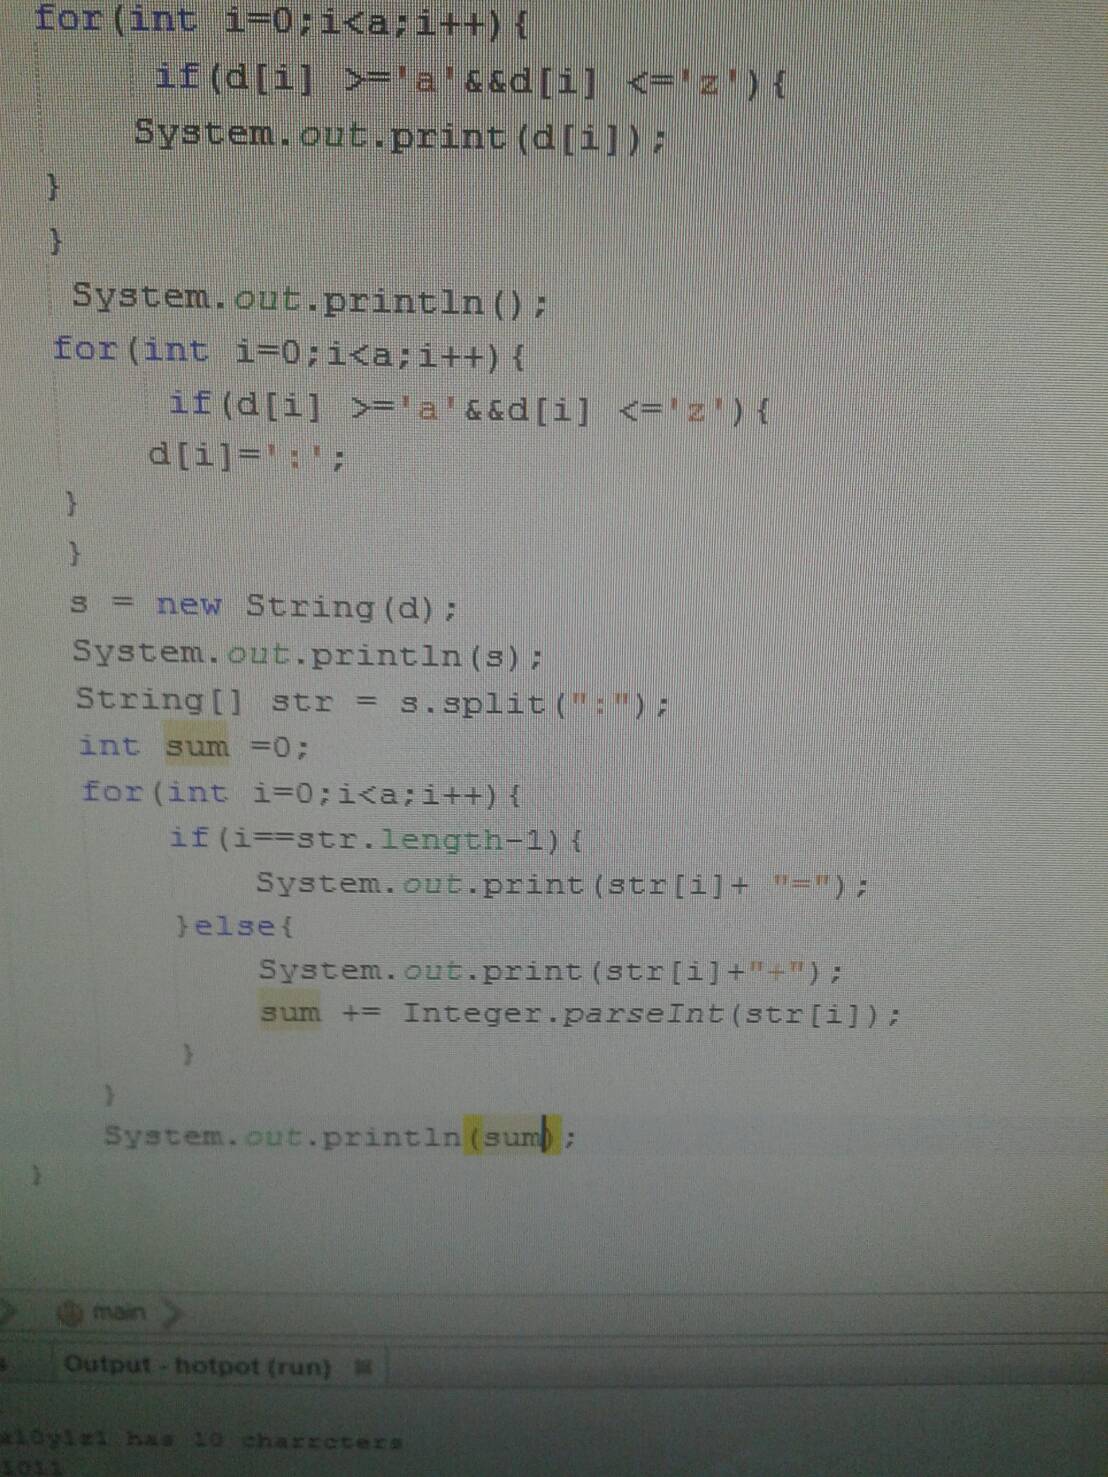 for(int i=0;i<a;i++){
if(d[i] >='a'&&d[i] <='z'){
System.out.print(d[i]);
}
}
System.out.println();
for(int i=0;i<a;i++){
if(d[i] >='a'&&d[i] <='z'){
d[i]=':';
}
}
s = new String(d);
System.out.println(s);
String[] str = s.split(":");
int sum =0;
for(int i=0;i<a;i++){
if(i==str.length-1){
System.out.print(str[i]+ "=");
}else{
System.out.print(str[i]+"+");
sum += Integer.parseInt(str[i]);
}
}
System.out.println(sum);
}
main
Output - hotpot (run)
has 10 charrcters